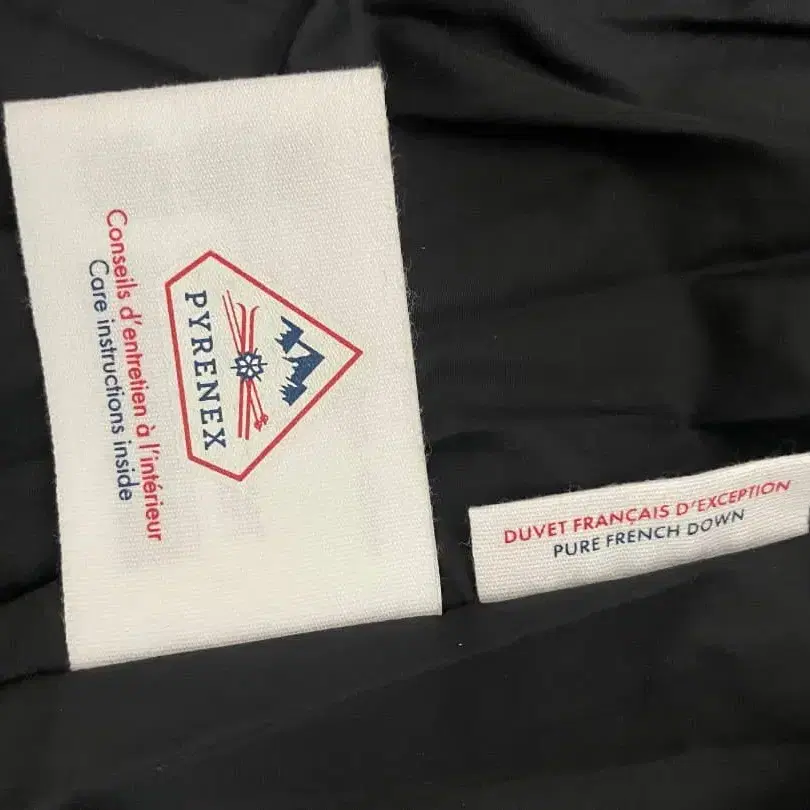 PYRENEX
Conseils d'entretien à l'intérieur
Care instructions inside
DUVET FRANÇAIS D'EXCEPTION
PURE FRENCH DOWN